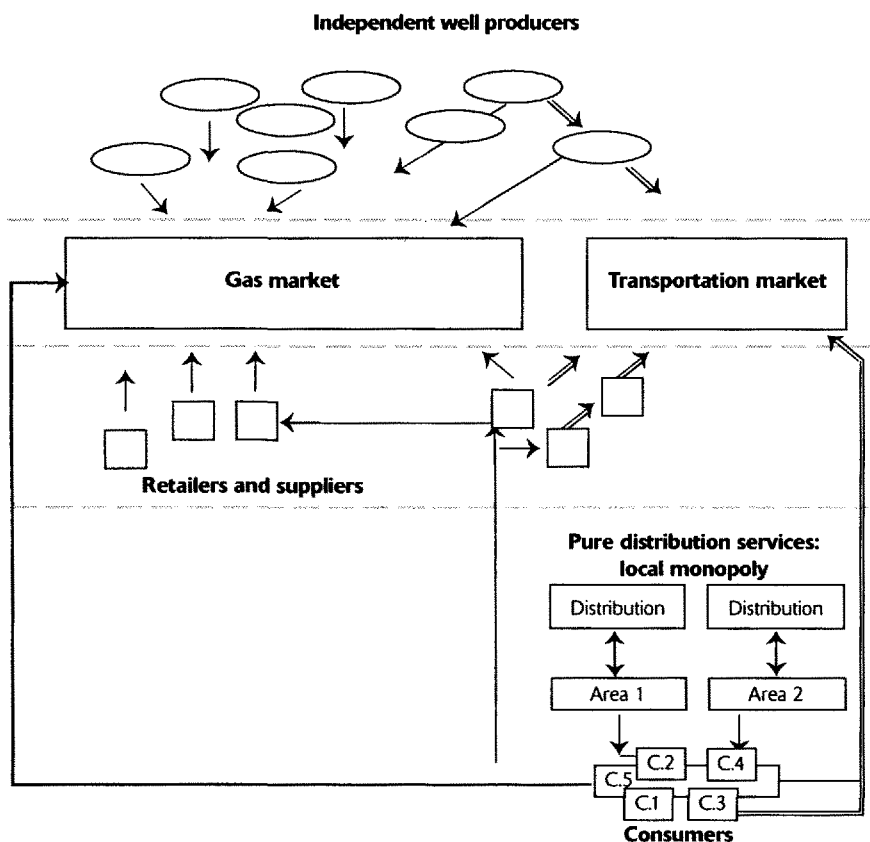 Independent well producers
Gas market
Transportation market
Retailers and suppliers
Pure distribution services:
local monopoly
Distribution
Distribution
Area 1
Area 2
C.2
C.4
C.5
C.1
C.3
Consumers